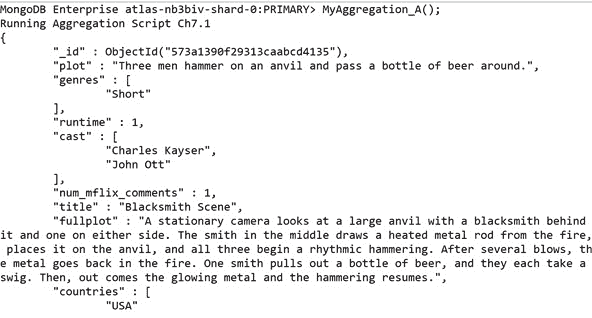 MongoDB Enterprise atlas-nb3biv-shard-0:PRIMARY> MyAggregation_A();
Running Aggregation Script Ch7.1
{
        "_id" : ObjectId("573a1390f29313caabcd4135"),
        "plot" : "Three men hammer on an anvil and pass a bottle of beer around.",
        "genres" : [
                "Short"
        ],
        "runtime" : 1,
        "cast" : [
                "Charles Kayser",
                "John Ott"
        ],
        "num_mflix_comments" : 1,
        "title" : "Blacksmith Scene",
        "fullplot" : "A stationary camera looks at a large anvil with a blacksmith behind
it and one on either side. The smith in the middle draws a heated metal rod from the fire,
 places it on the anvil, and all three begin a rhythmic hammering. After several blows, th
e metal goes back in the fire. One smith pulls out a bottle of beer, and they each take a
swig. Then, out comes the glowing metal and the hammering resumes.",
        "countries" : [
                "USA"